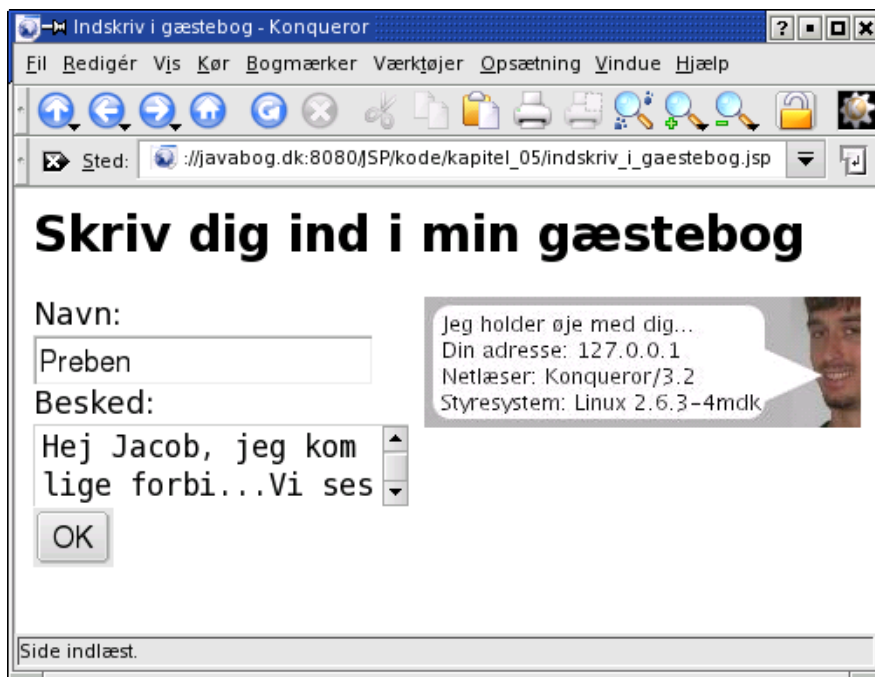 Indskriv i gæstebog - Konqueror
Fil Redigér Vis Kør Bogmærker Værktøjer Opsætning Vindue Hjælp
Sted: ://javabog.dk:8080/JSP/kode/kapitel_05/indskriv_i_gaestebog.jsp
Skriv dig ind i min gæstebog
Navn:
Preben
Besked:
Hej Jacob, jeg kom
lige forbi...Vi ses
OK
Jeg holder øje med dig...
Din adresse: 127.0.0.1
Netlæser: Konqueror/3.2
Styresystem: Linux 2.6.3-4mdk
Side indlæst.